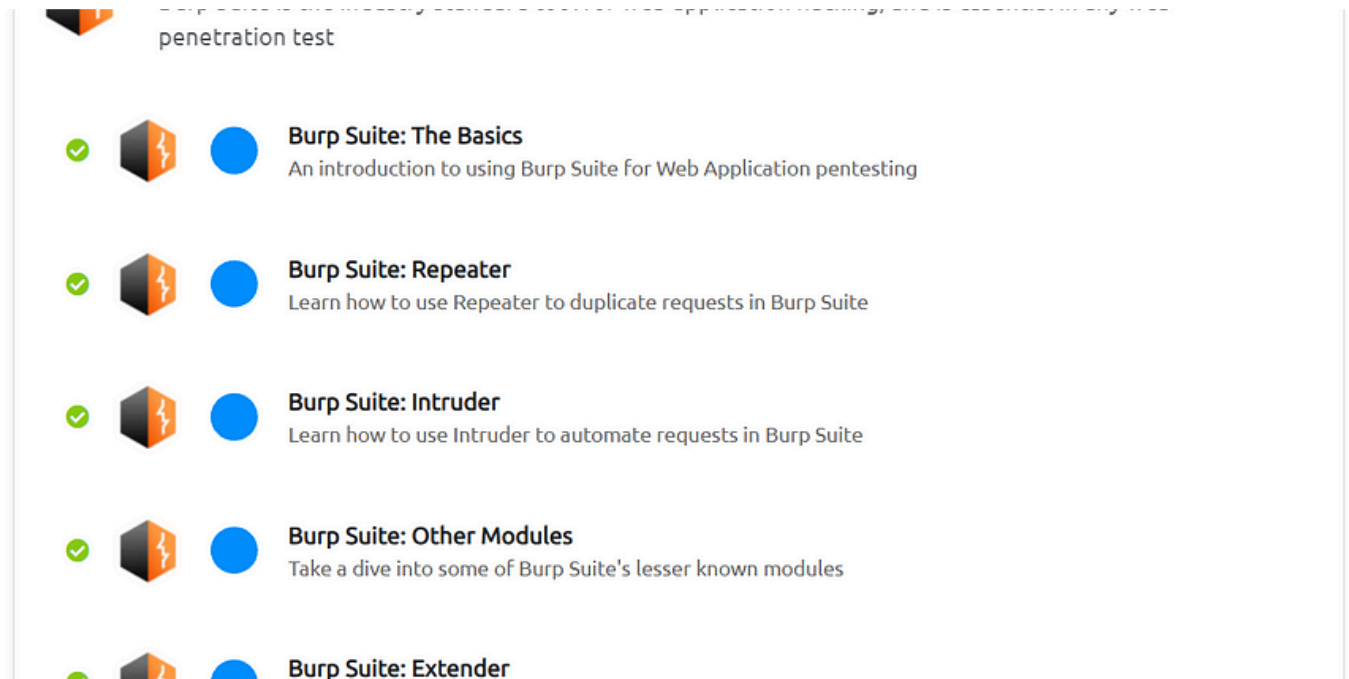 penetration test
Burp Suite: The Basics
An introduction to using Burp Suite for Web Application pentesting
Burp Suite: Repeater
Learn how to use Repeater to duplicate requests in Burp Suite
Burp Suite: Intruder
Learn how to use Intruder to automate requests in Burp Suite
Burp Suite: Other Modules
Take a dive into some of Burp Suite's lesser known modules
Burp Suite: Extender